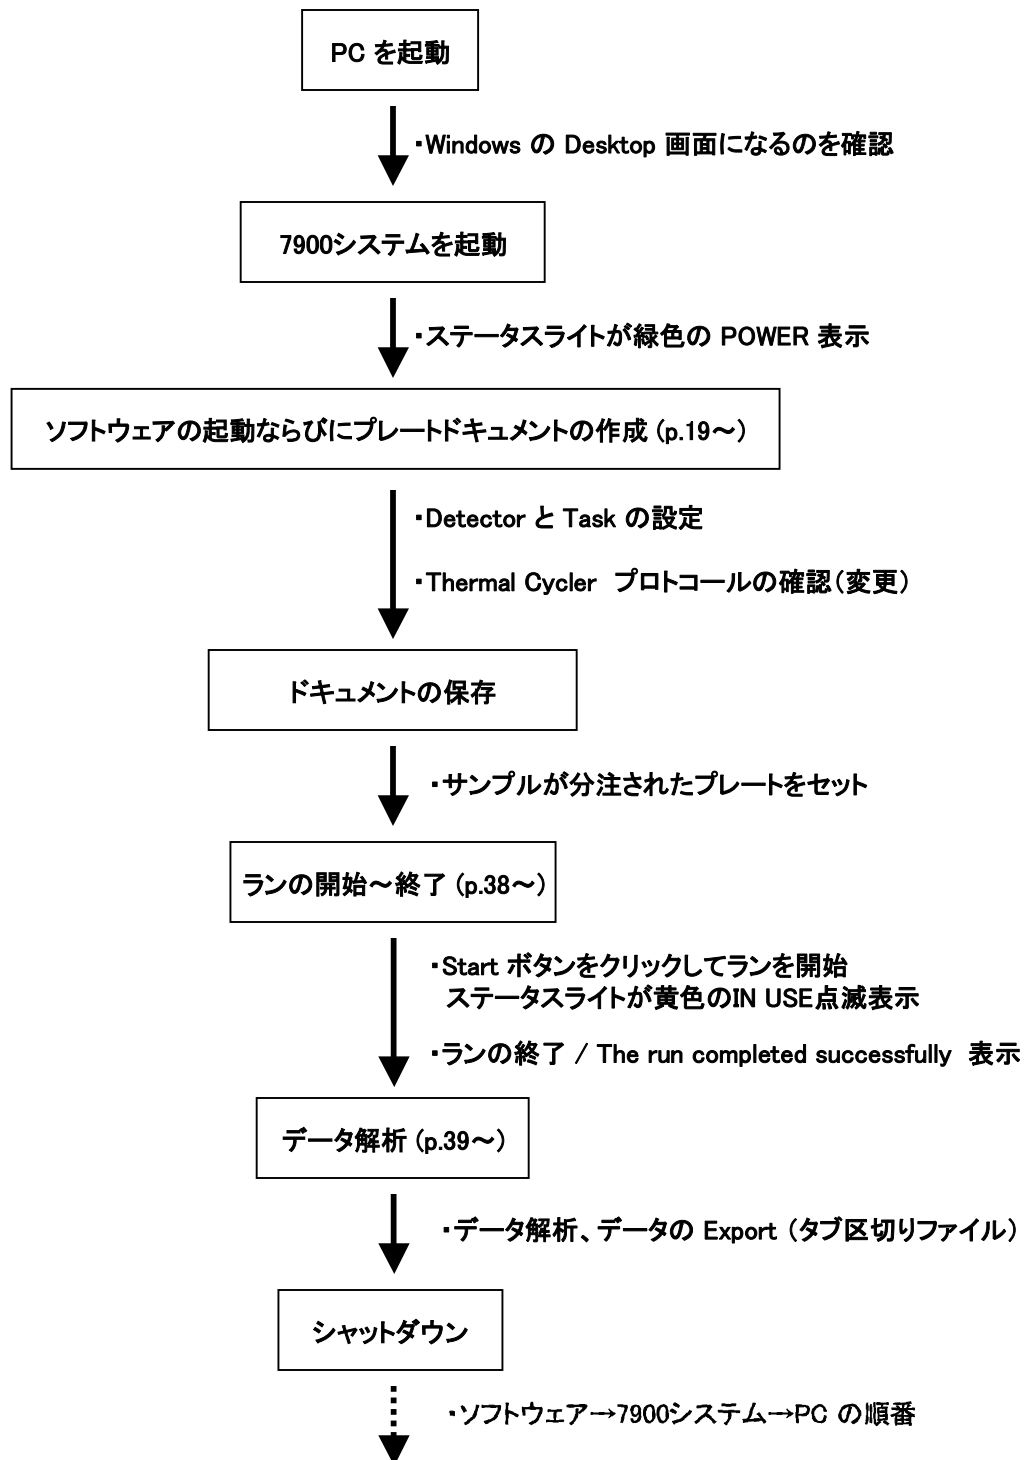 PC を起動
・Windows の Desktop 画面になるのを確認
7900システムを起動
・ステータスライトが緑色の POWER 表示
ソフトウェアの起動ならびにプレートドキュメントの作成 (p.19～)
・Detector と Task の設定
・Thermal Cycler プロトコールの確認（変更）
ドキュメントの保存
・サンプルが分注されたプレートをセット
ランの開始～終了 (p.38～)
・Start ボタンをクリックしてランを開始
ステータスライトが黄色のIN USE点滅表示
・ランの終了 / The run completed successfully 表示
データ解析 (p.39～)
・データ解析、データの Export （タブ区切りファイル）
シャットダウン
・ソフトウェア→7900システム→PC の順番